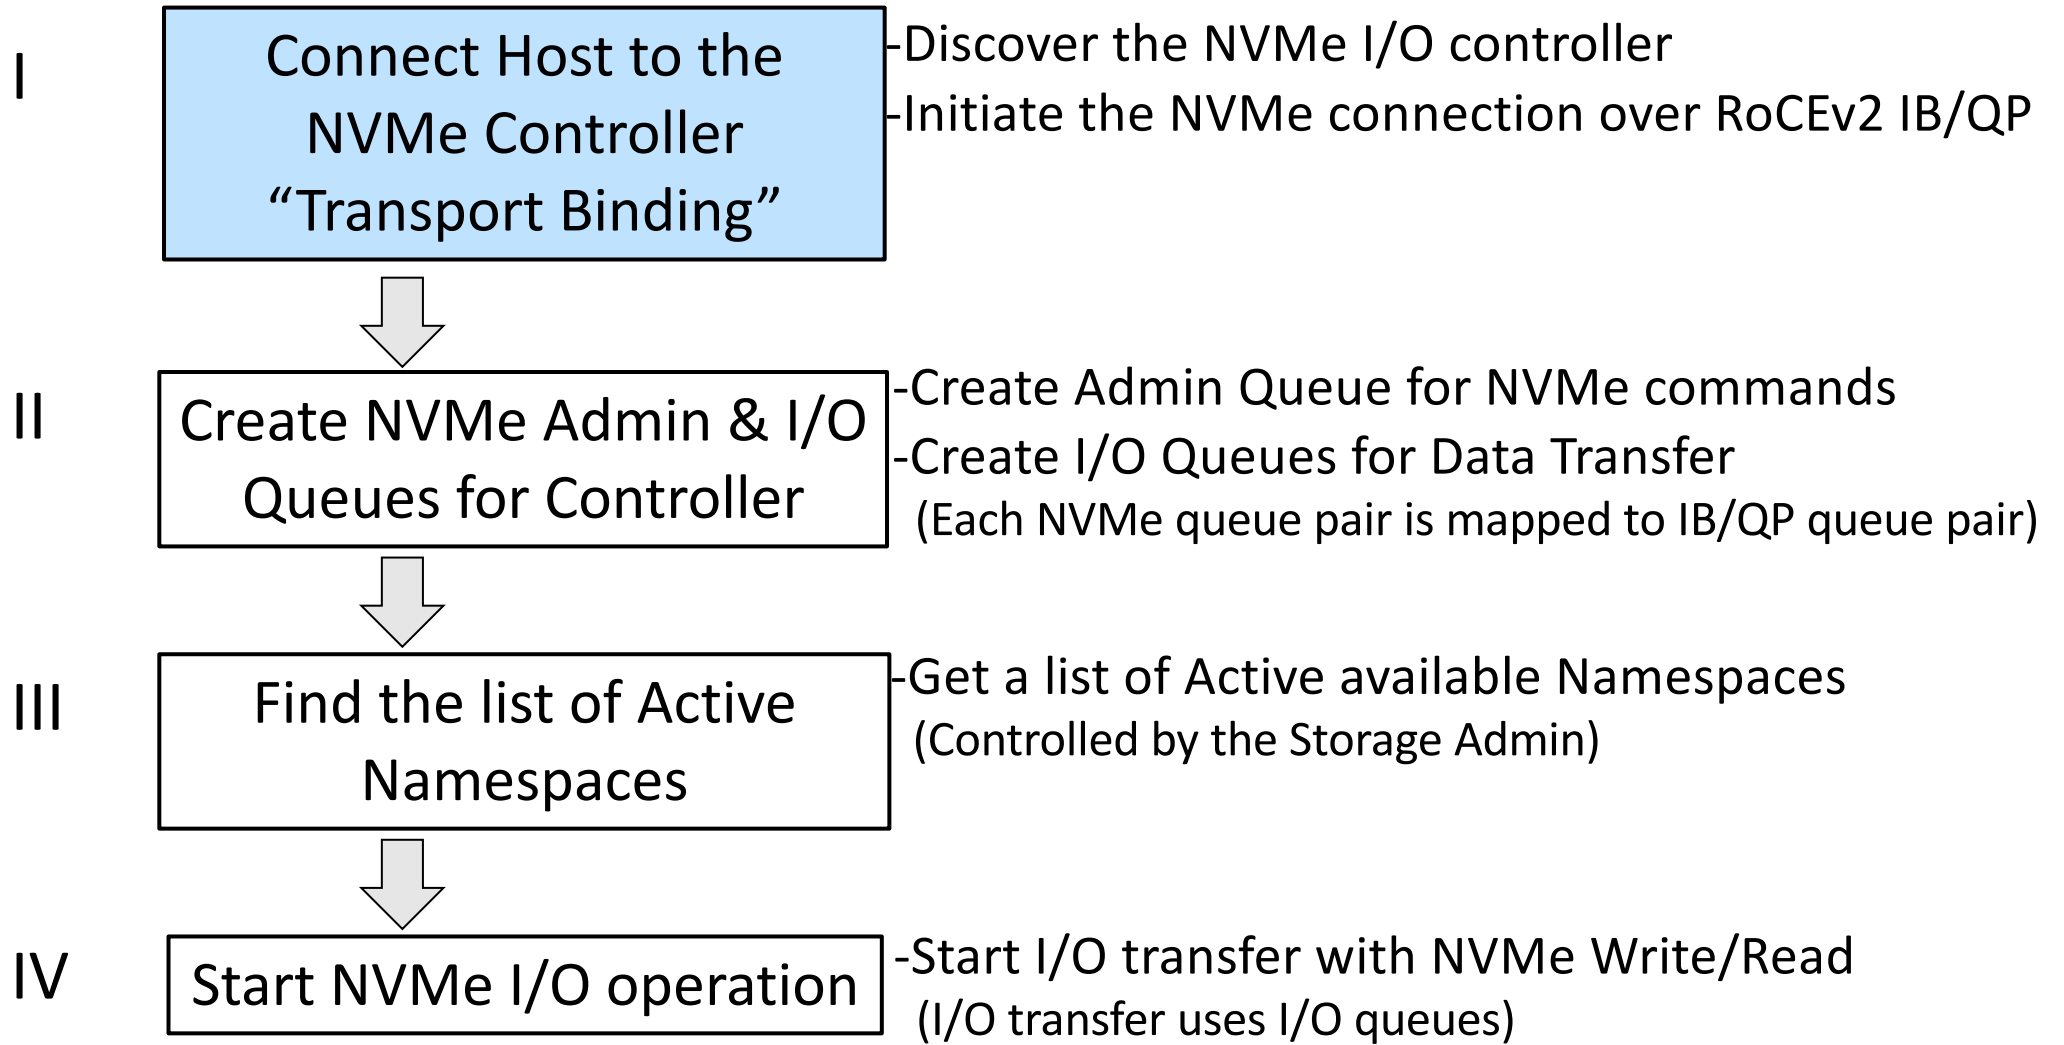 I
Connect Host to the
NVMe Controller
“Transport Binding”
-Discover the NVMe I/O controller
-Initiate the NVMe connection over RoCEv2 IB/QP
II
Create NVMe Admin & I/O
Queues for Controller
-Create Admin Queue for NVMe commands
-Create I/O Queues for Data Transfer
(Each NVMe queue pair is mapped to IB/QP queue pair)
III
Find the list of Active
Namespaces
-Get a list of Active available Namespaces
(Controlled by the Storage Admin)
IV
Start NVMe I/O operation
-Start I/O transfer with NVMe Write/Read
(I/O transfer uses I/O queues)